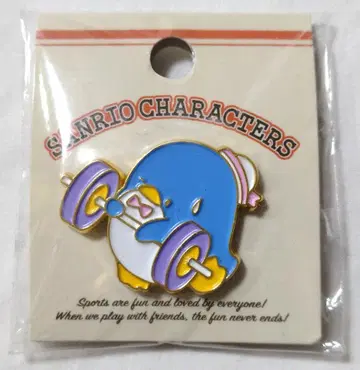 SANRIO CHARACTERS
Sports are fun and loved by everyone!
When we play with friends, the fun never ends!